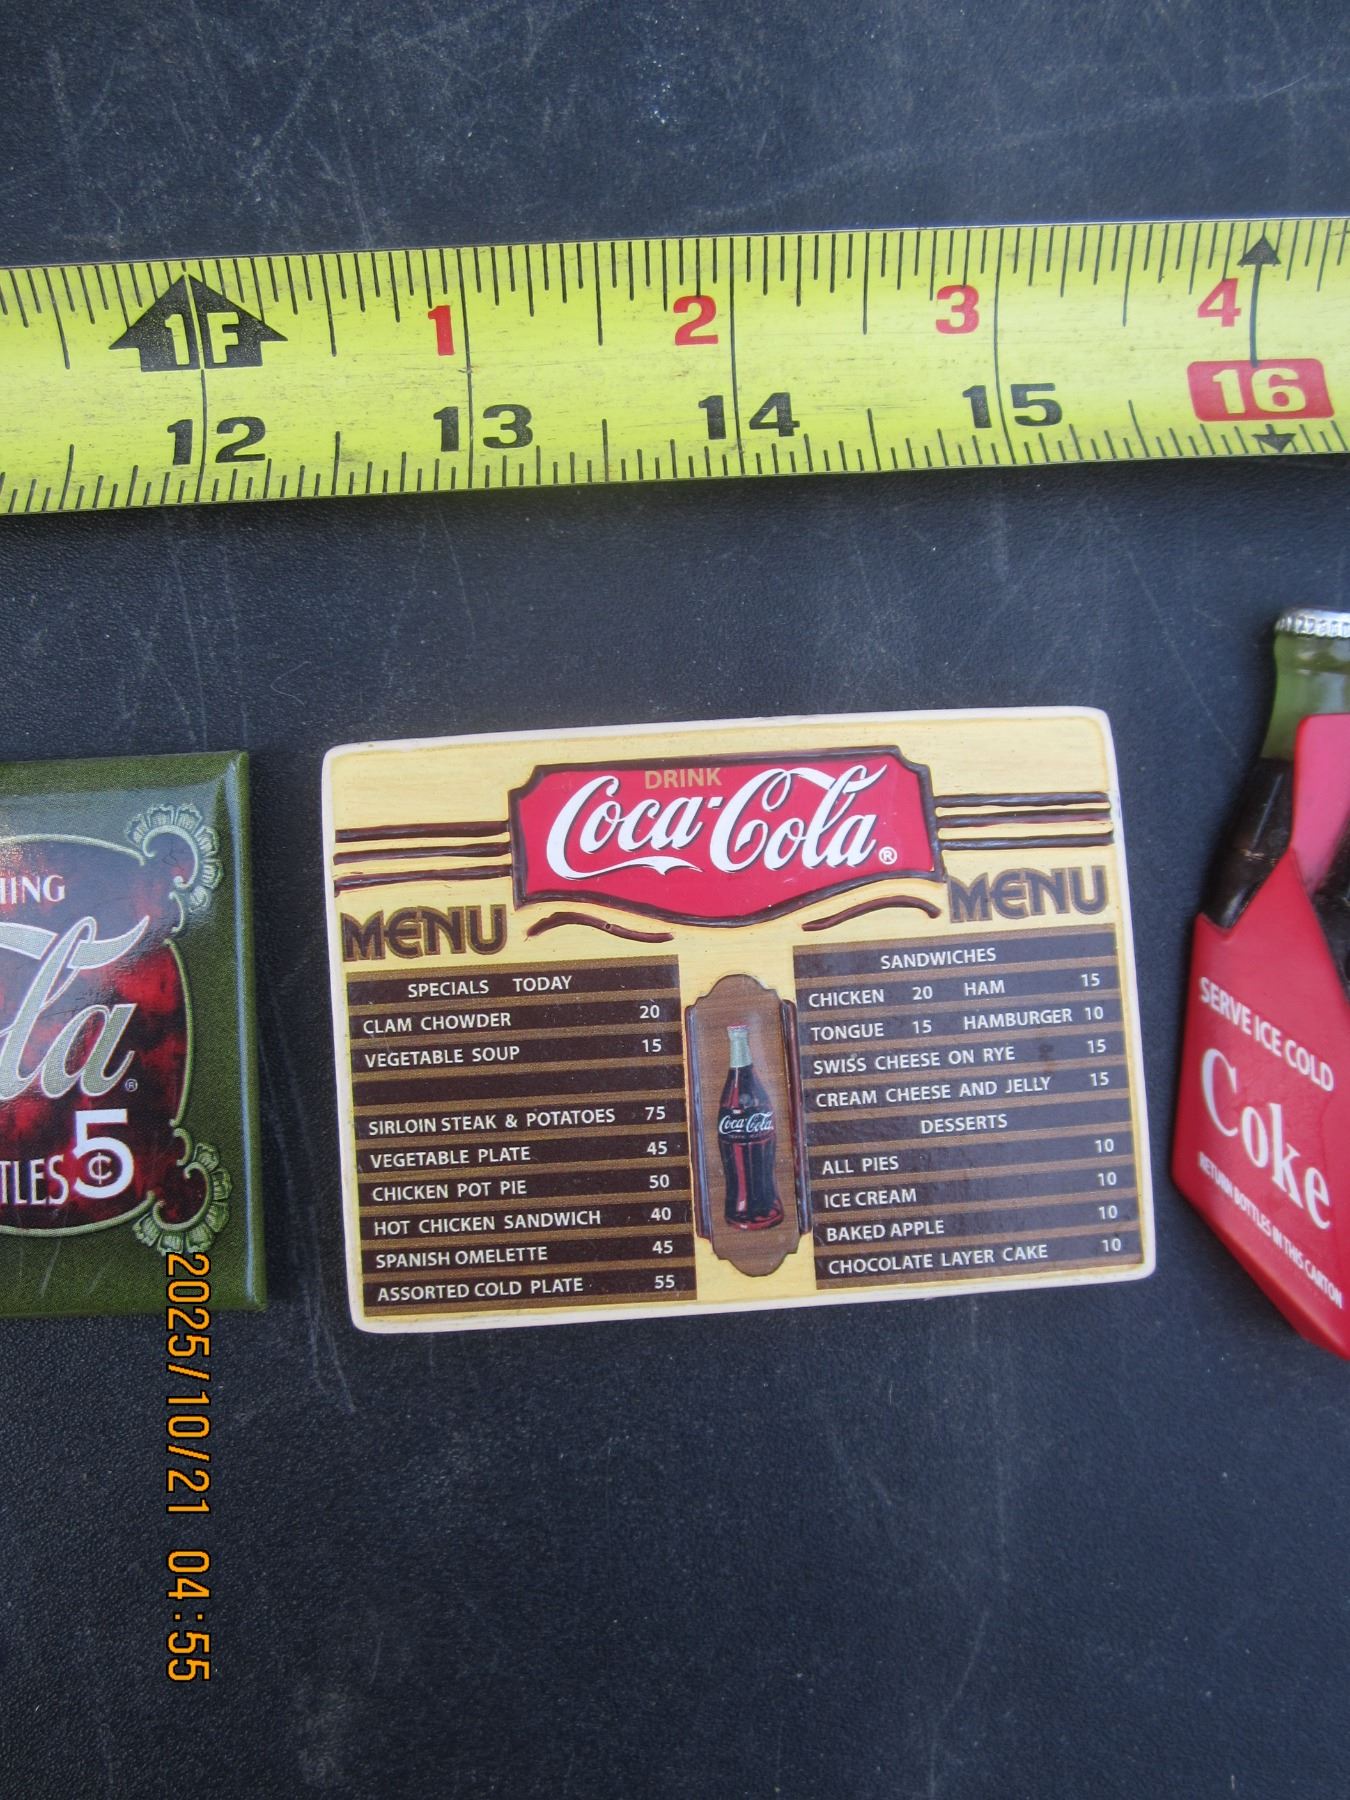 1F 1 2 3 4
12 13 14 15 16
DRINK
Coca-Cola®
MENU
SPECIALS TODAY
CLAM CHOWDER 20
VEGETABLE SOUP 15
SIRLOIN STEAK & POTATOES 75
VEGETABLE PLATE 45
CHICKEN POT PIE 50
HOT CHICKEN SANDWICH 40
SPANISH OMELETTE 45
ASSORTED COLD PLATE 55
Coca-Cola
MENU
SANDWICHES
CHICKEN 20 HAM 15
TONGUE 15 HAMBURGER 10
SWISS CHEESE ON RYE 15
CREAM CHEESE AND JELLY 15
DESSERTS
ALL PIES 10
ICE CREAM 10
BAKED APPLE 10
CHOCOLATE LAYER CAKE 10
HING
ola®
TLES 5¢
SERVE ICE COLD
Coke
RETURN BOTTLES IN THIS CARTON
2025/10/21 04:55